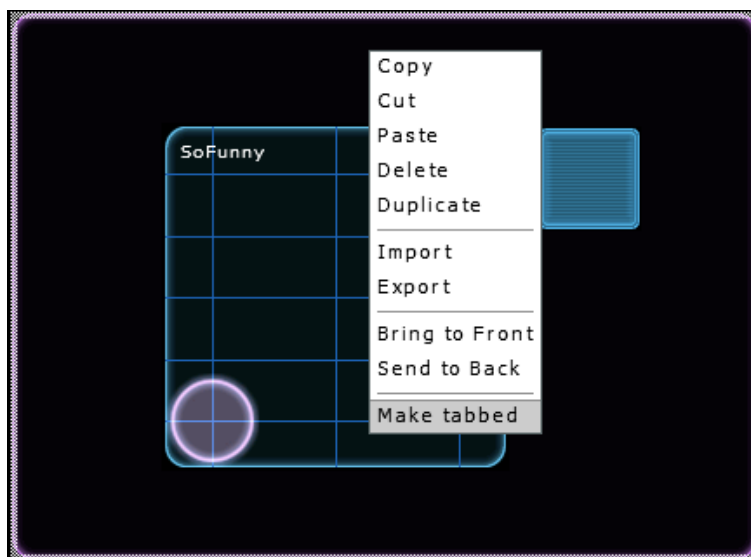 Copy
Cut
Paste
SoFunny
Delete
Duplicate
Import
Export
Bring to Front
Send to Back
Make tabbed